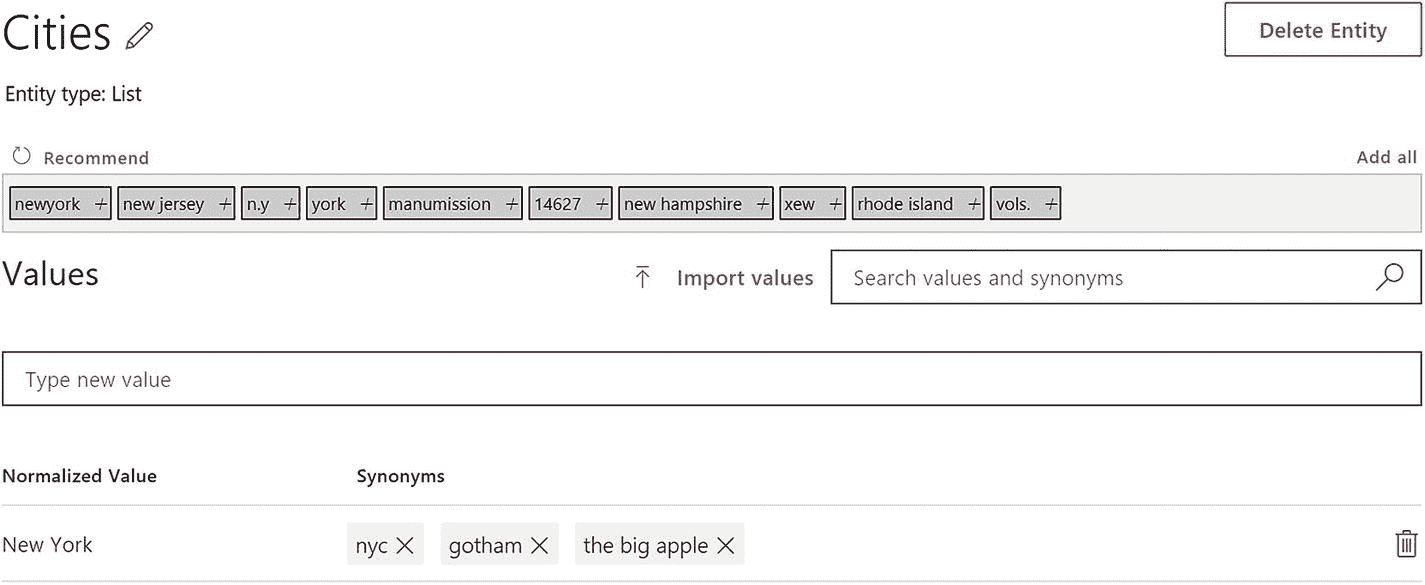 Cities
Delete Entity
Entity type: List
Recommend
Add all
newyork + new jersey + n.y + york + manumission + 14627 + new hampshire + xew + rhode island + vols. +
Values
Import values
Search values and synonyms
Type new value
Normalized Value Synonyms
New York nyc gotham the big apple